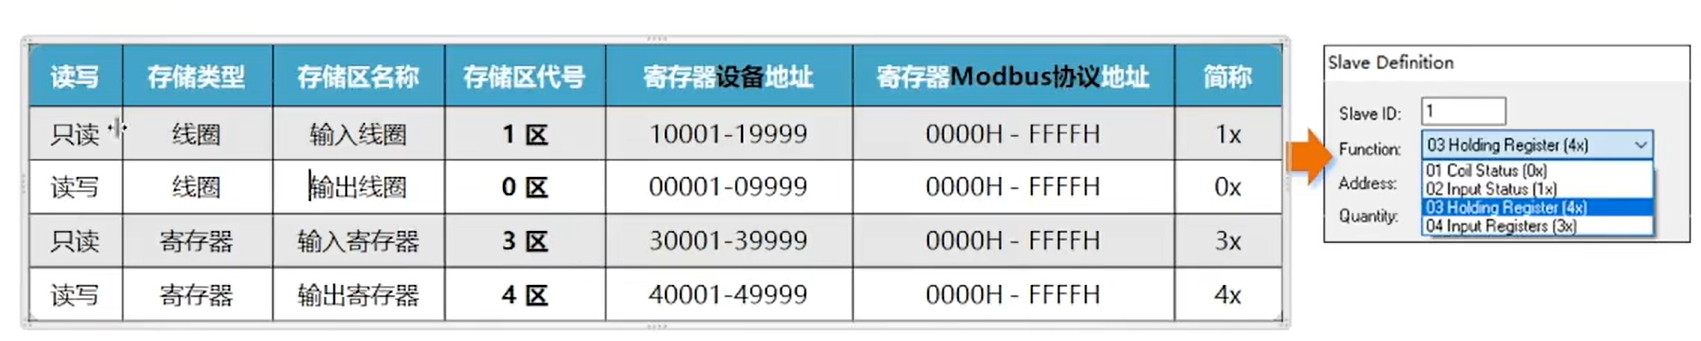 读写 存储类型 存储区名称 存储区代号 寄存器设备地址 寄存器Modbus协议地址 简称
只读 线圈 输入线圈 1 区 10001-19999 0000H - FFFFH 1x
读写 线圈 输出线圈 0 区 00001-09999 0000H - FFFFH 0x
只读 寄存器 输入寄存器 3 区 30001-39999 0000H - FFFFH 3x
读写 寄存器 输出寄存器 4 区 40001-49999 0000H - FFFFH 4x
Slave Definition
Slave ID: 1
Function: 03 Holding Register (4x)
01 Coil Status (0x)
02 Input Status (1x)
03 Holding Register (4x)
04 Input Registers (3x)
Address:
Quantity: